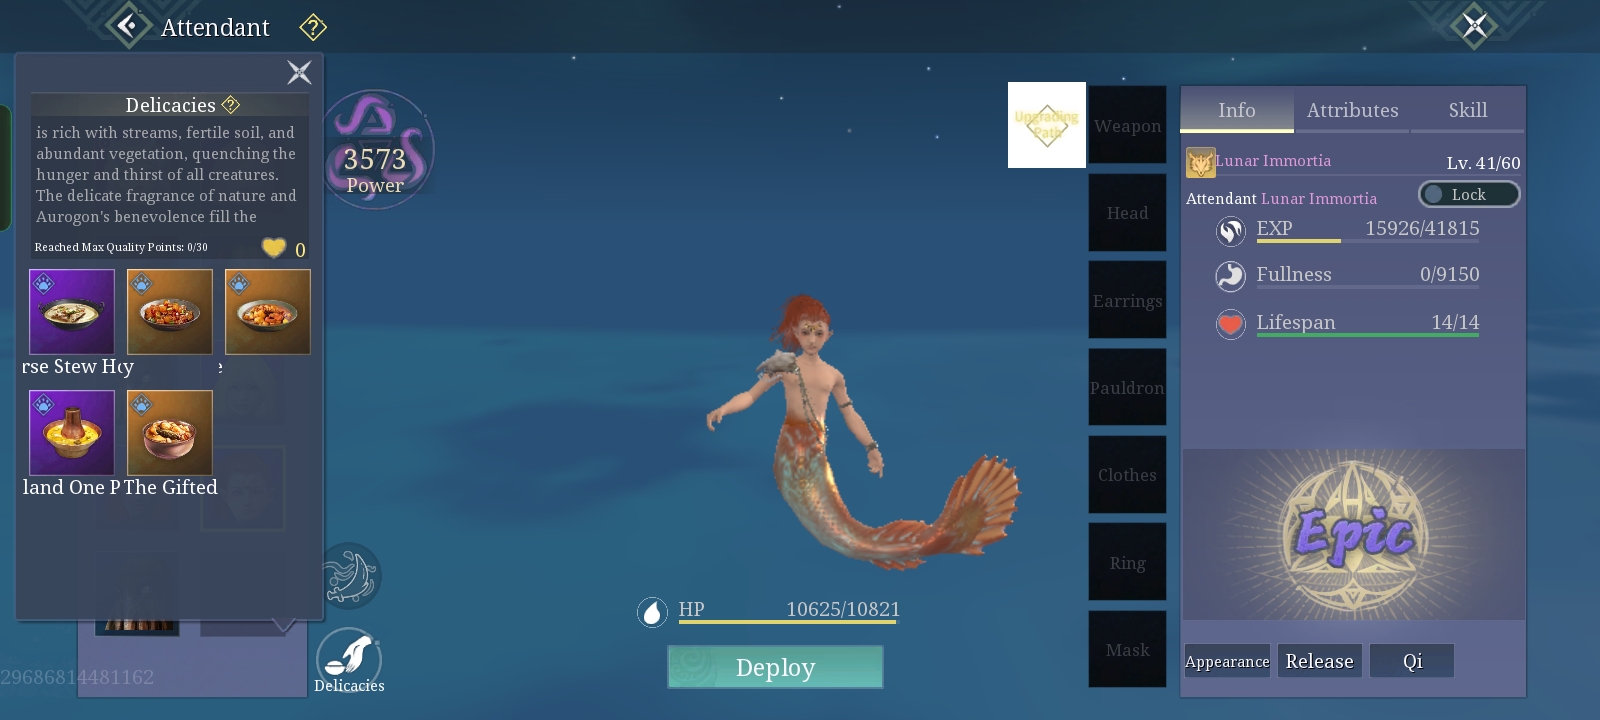 Attendant
?
Delicacies ?
is rich with streams, fertile soil, and
abundant vegetation, quenching the
hunger and thirst of all creatures.
The delicate fragrance of nature and
Aurogon's benevolence fill the
Reached Max Quality Points: 0/30
0
rse Stew Ho
y
e
land One P
The Gifted
29686814481162
3573
Power
Delicacies
HP 10625/10821
Deploy
Upgrading
Path
Weapon
Head
Earrings
Pauldron
Clothes
Ring
Mask
Info Attributes Skill
Lunar Immortia Lv. 41/60
Attendant Lunar Immortia Lock
EXP 15926/41815
Fullness 0/9150
Lifespan 14/14
Epic
Appearance Release Qi